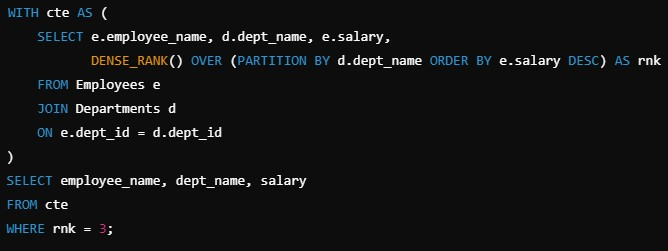 WITH cte AS (
    SELECT e.employee_name, d.dept_name, e.salary,
           DENSE_RANK() OVER (PARTITION BY d.dept_name ORDER BY e.salary DESC) AS rnk
    FROM Employees e
    JOIN Departments d
    ON e.dept_id = d.dept_id
)
SELECT employee_name, dept_name, salary
FROM cte
WHERE rnk = 3;